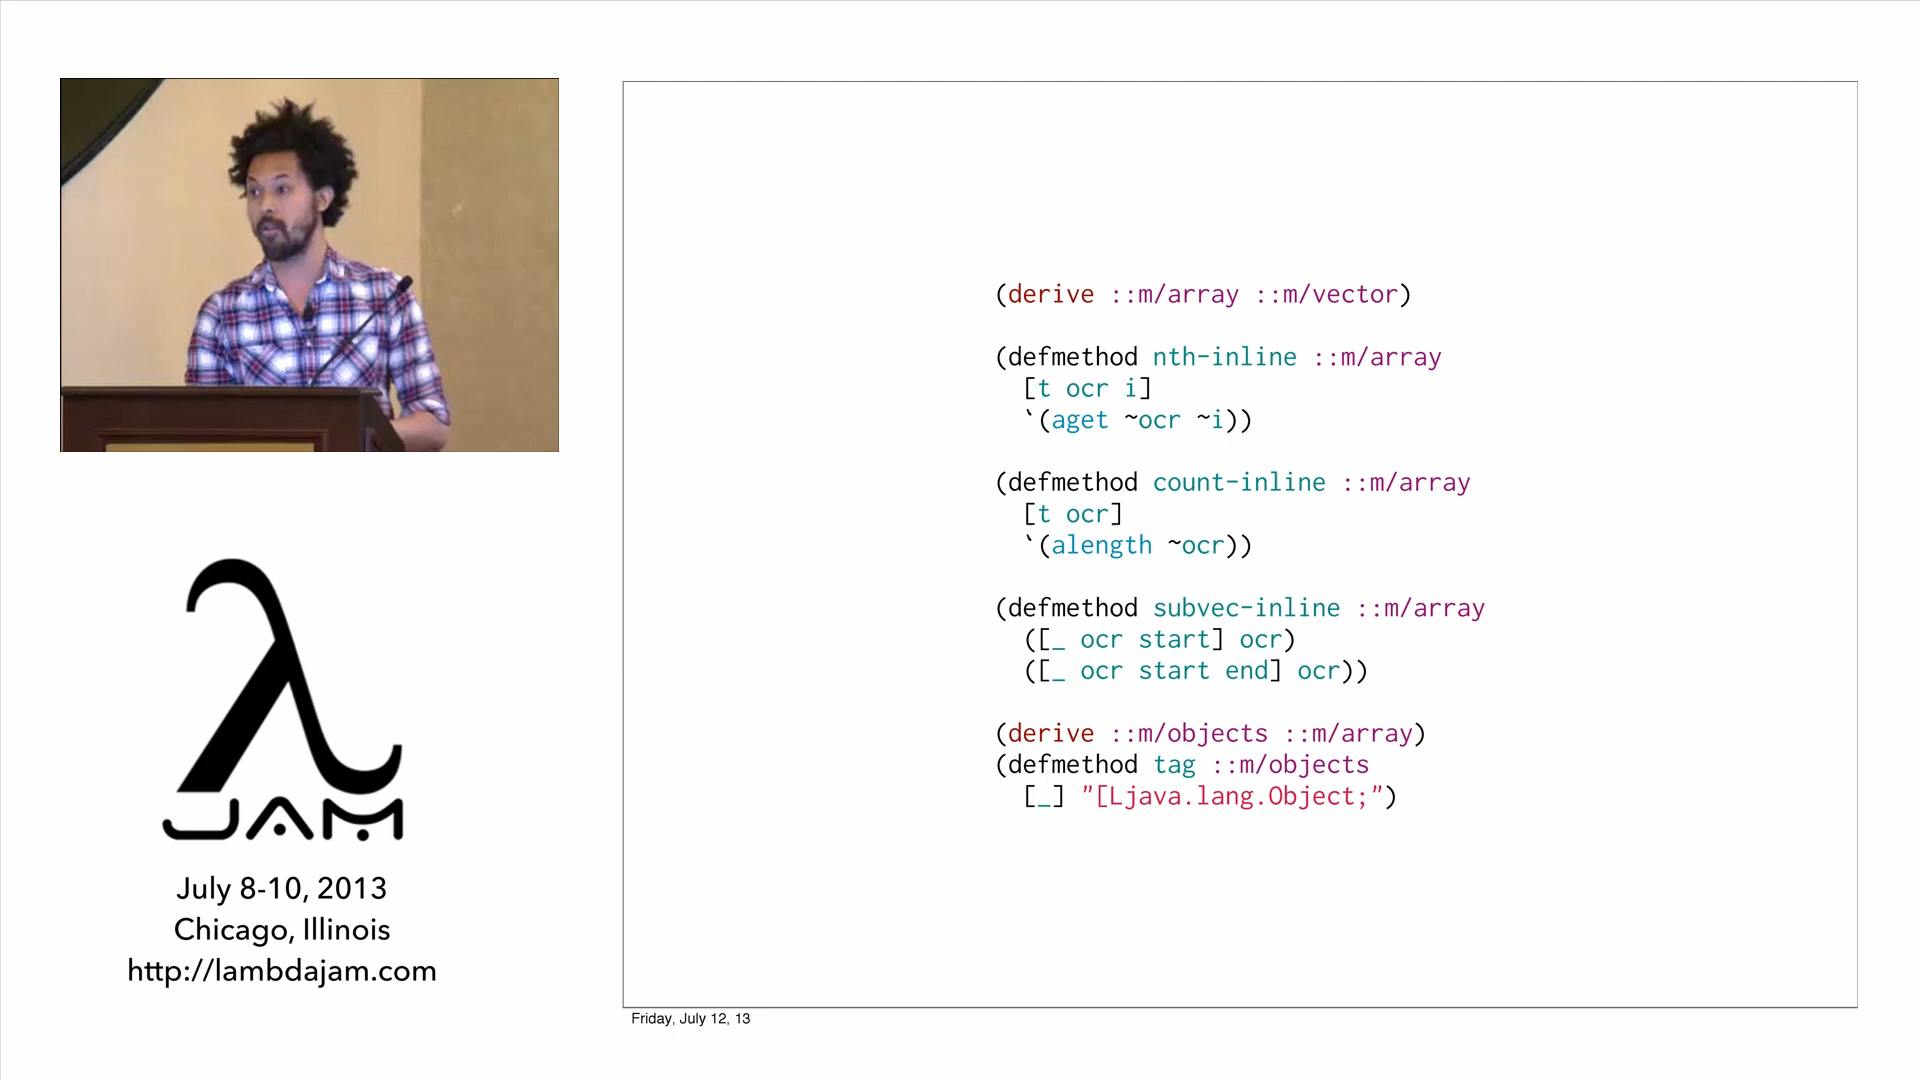 (derive ::m/array ::m/vector)
(defmethod nth-inline ::m/array
[t ocr i]
`(aget ~ocr ~i))
(defmethod count-inline ::m/array
[t ocr]
`(alength ~ocr))
(defmethod subvec-inline ::m/array
([_ ocr start] ocr)
([_ ocr start end] ocr))
(derive ::m/objects ::m/array)
(defmethod tag ::m/objects
[_] "[Ljava.lang.Object;")
λ
JAM
July 8-10, 2013
Chicago, Illinois
http://lambdajam.com
Friday, July 12, 13